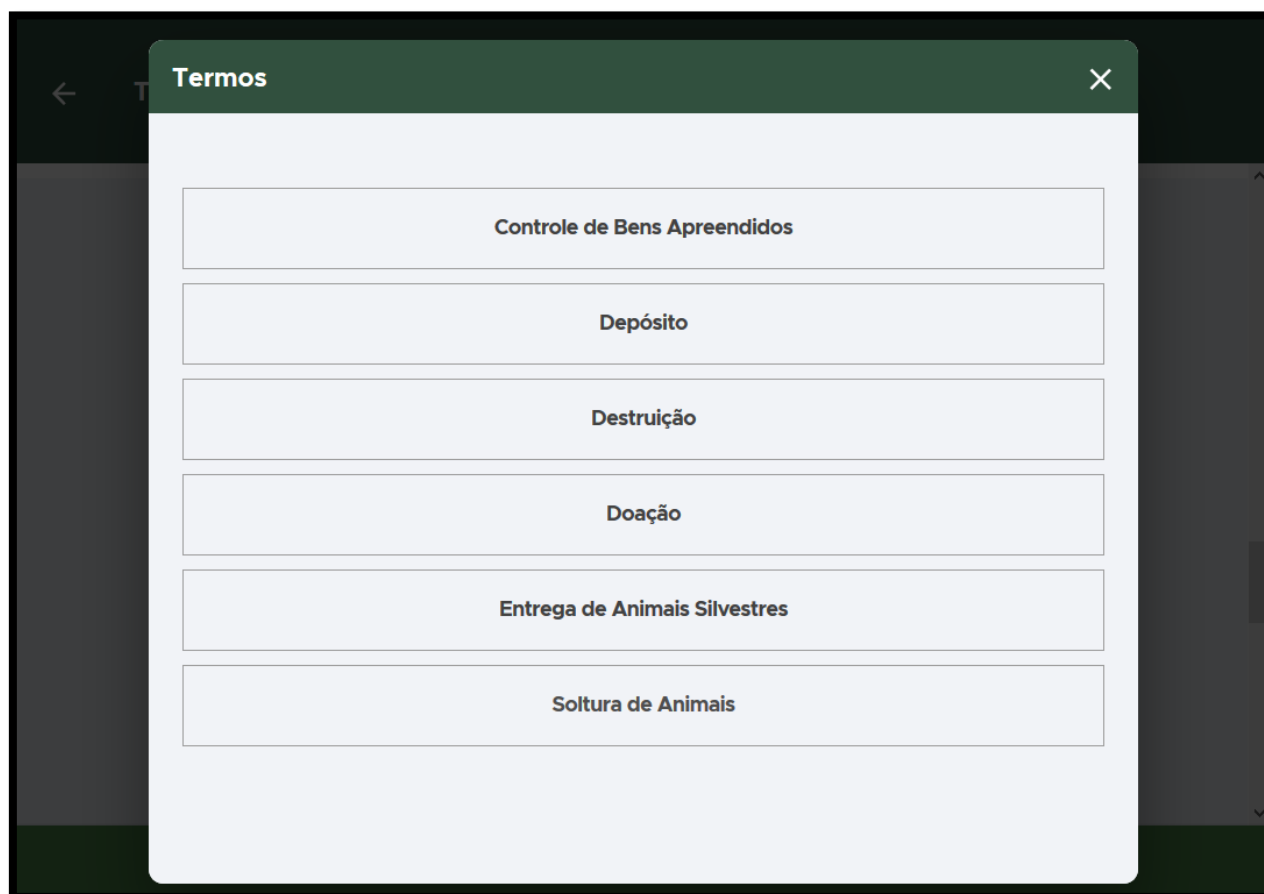 T
Termos
Controle de Bens Apreendidos
Depósito
Destruição
Doação
Entrega de Animais Silvestres
Soltura de Animais